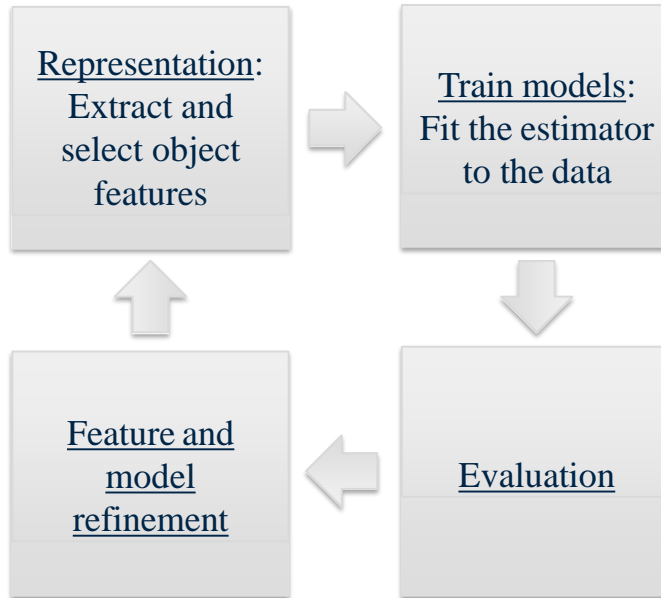 Representation:
Extract and
select object
features
Train models:
Fit the estimator
to the data
Feature and
model
refinement
Evaluation